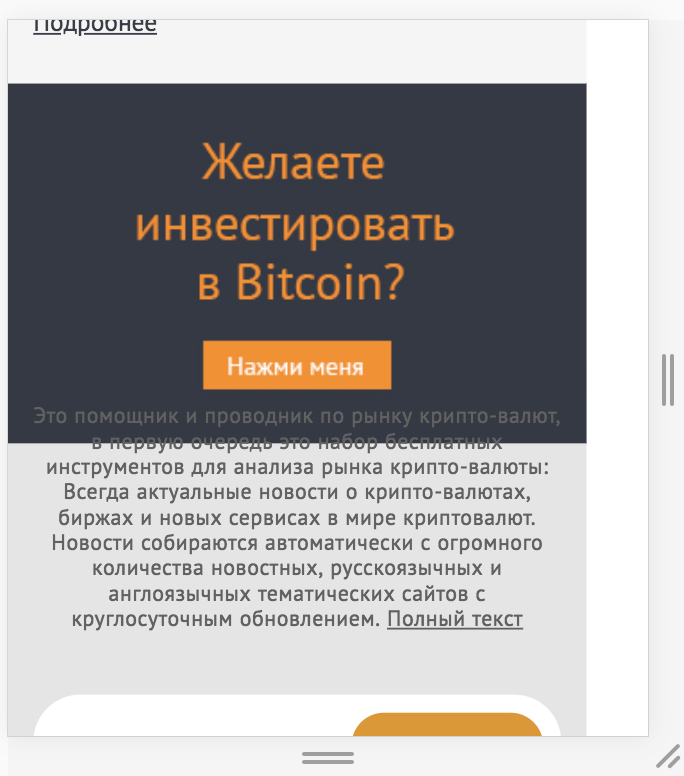 Подробнее
Желаете
инвестировать
в Bitcoin?
Нажми меня
Это помощник и проводник по рынку крипто-валют,
в первую очередь это набор бесплатных
инструментов для анализа рынка крипто-валюты:
Всегда актуальные новости о крипто-валютах,
биржах и новых сервисах в мире криптовалют.
Новости собираются автоматически с огромного
количества новостных, русскоязычных и
англоязычных тематических сайтов с
круглосуточным обновлением. Полный текст